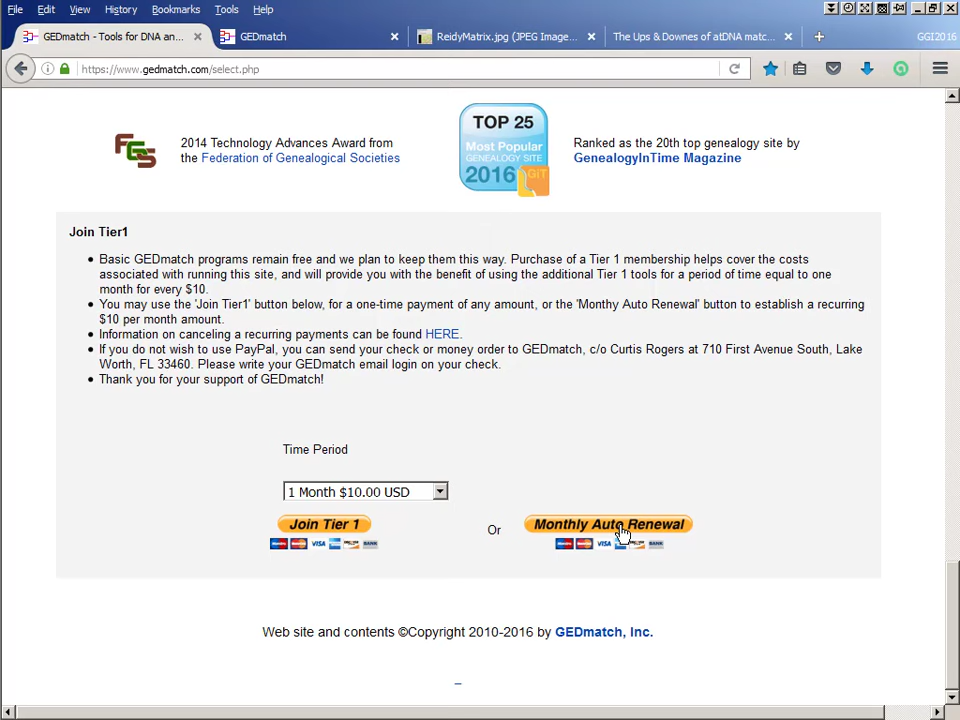 File Edit View History Bookmarks Tools Help
GEDmatch - Tools for DNA an...
GEDmatch
ReidyMatrix.jpg (JPEG Image...
The Ups & Downes of atDNA matc...
GGI2016
https://www.gedmatch.com/select.php
FGS
2014 Technology Advances Award from
the Federation of Genealogical Societies
TOP 25
Most Popular
GENEALOGY SITE
2016
GIT
Ranked as the 20th top genealogy site by
GenealogyInTime Magazine
Join Tier1
Basic GEDmatch programs remain free and we plan to keep them this way. Purchase of a Tier 1 membership helps cover the costs
associated with running this site, and will provide you with the benefit of using the additional Tier 1 tools for a period of time equal to one
month for every $10.
You may use the 'Join Tier1' button below, for a one-time payment of any amount, or the 'Monthy Auto Renewal' button to establish a recurring
$10 per month amount.
Information on canceling a recurring payments can be found HERE.
If you do not wish to use PayPal, you can send your check or money order to GEDmatch, c/o Curtis Rogers at 710 First Avenue South, Lake
Worth, FL 33460. Please write your GEDmatch email login on your check.
Thank you for your support of GEDmatch!
Time Period
1 Month $10.00 USD
Join Tier 1
Or
Monthly Auto Renewal
VISA
BANK
VISA
BANK
Web site and contents ©Copyright 2010-2016 by GEDmatch, Inc.